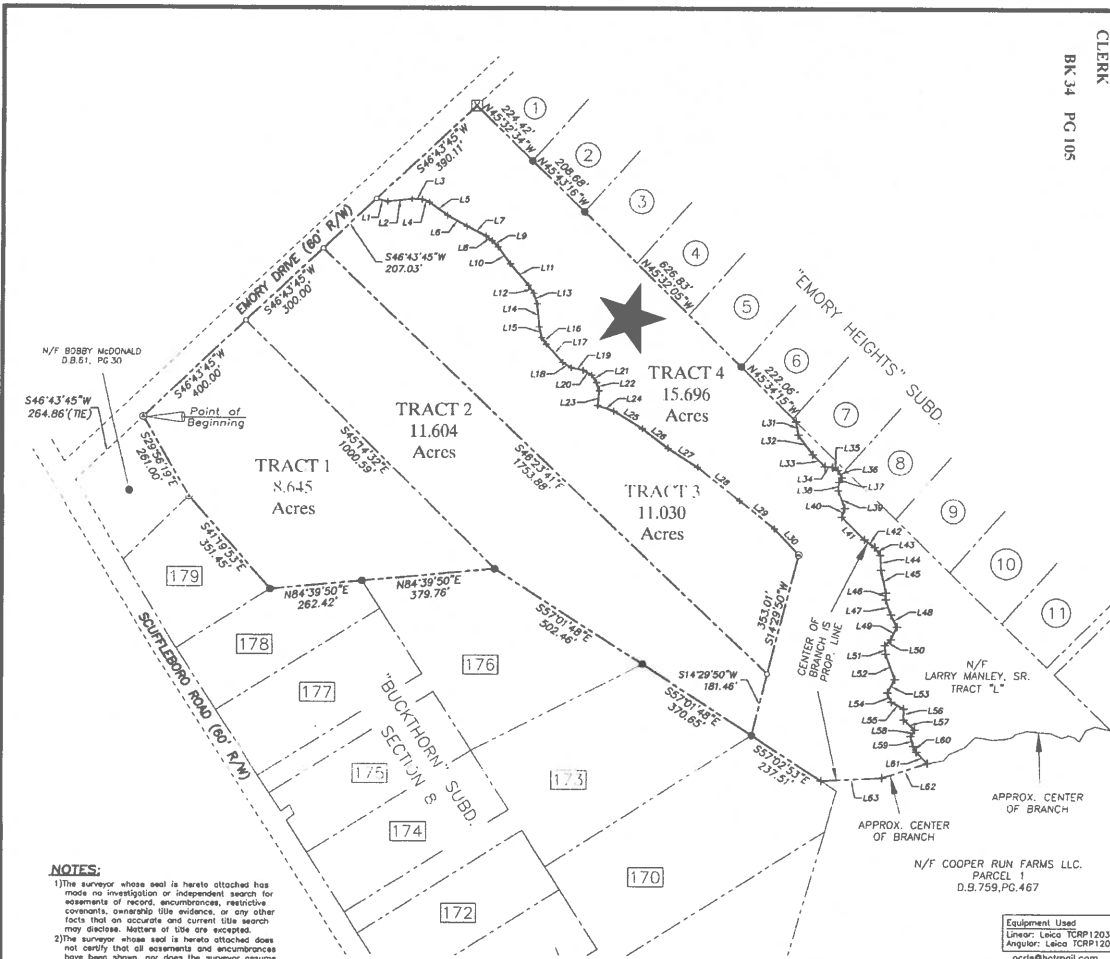 CLERK
BK 34 PG 105
1
224.42'
N45°32'34"W
2
208.68'
N45°43'16"W
3
4
626.83'
N45°32'05"W
5
"EMORY HEIGHTS" SUBD.
6
222.06'
N45°34'15"W
7
8
9
10
11
S46°43'45"W
390.11'
EMORY DRIVE (60' R/W)
S46°43'45"W
207.03'
S46°43'45"W
300.00'
S46°43'45"W
400.00'
N/F BOBBY McDONALD
D.B.61, PG.30
S46°43'45"W
264.86'(TIE)
Point of
Beginning
S29°56'19"E
261.00'
S41°19'53"E
351.45'
TRACT 1
8.645
Acres
S45°14'32"E
1000.59'
TRACT 2
11.604
Acres
S46°23'41"E
1753.88'
TRACT 3
11.030
Acres
TRACT 4
15.696
Acres
L1
L2
L3
L4
L5
L6
L7
L8
L9
L10
L11
L12
L13
L14
L15
L16
L17
L18
L19
L20
L21
L22
L23
L24
L25
L26
L27
L28
L29
L30
L31
L32
L33
L34
L35
L36
L37
L38
L39
L40
L41
L42
L43
L44
L45
L46
L47
L48
L49
L50
L51
L52
L53
L54
L55
L56
L57
L58
L59
L60
L61
L62
L63
353.01'
S14°29'50"W
S14°29'50"W
181.46'
N84°39'50"E
262.42'
N84°39'50"E
379.76'
S57°01'48"E
502.46'
S57°01'48"E
370.65'
S57°02'53"E
237.51'
CENTER OF
BRANCH IS
PROP. LINE
N/F
LARRY MANLEY, SR.
TRACT "L"
APPROX. CENTER
OF BRANCH
APPROX. CENTER
OF BRANCH
N/F COOPER RUN FARMS LLC.
PARCEL 1
D.B.759,PG.467
179
178
177
176
175
174
173
172
170
"BUCKTHORN" SUBD.
SECTION 8
SCUFFLEBORO ROAD (60' R/W)
NOTES:
1)The surveyor whose seal is hereto attached has
made no investigation or independent search for
easements of record, encumbrances, restrictive
covenants, ownership title evidence, or any other
facts that an accurate and current title search
may disclose. Matters of title are excepted.
2)The surveyor whose seal is hereto attached does
not certify that all easements and encumbrances
have been shown, nor does the surveyor assume
Equipment Used
Linear: Leica TCRP1203
Angular: Leica TCRP120